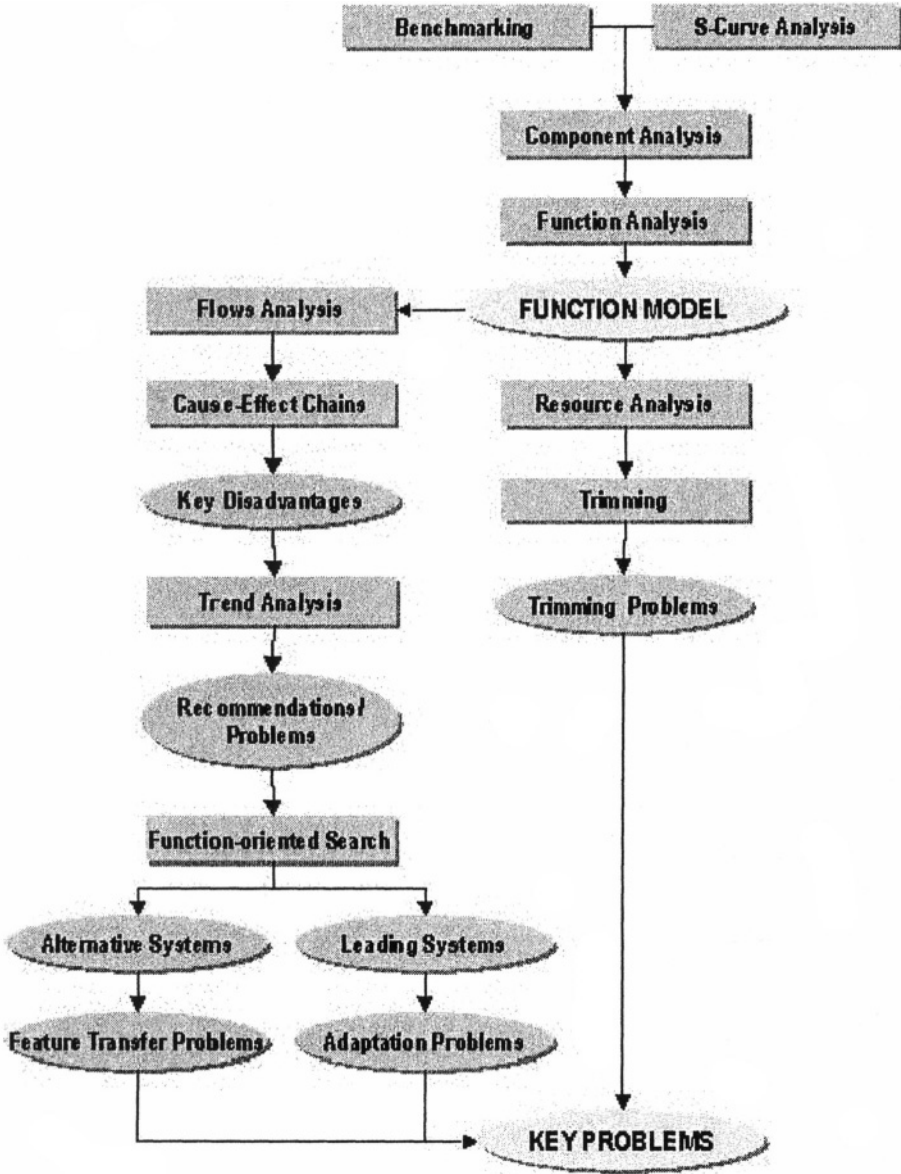 Benchmarking
S-Curve Analysis
Component Analysis
Function Analysis
Flows Analysis
FUNCTION MODEL
Cause-Effect Chains
Resource Analysis
Key Disadvantages
Trimming
Trend Analysis
Trimming Problems
Recommendations/
Problems
Function-oriented Search
Alternative Systems
Leading Systems
Feature Transfer Problems
Adaptation Problems
KEY PROBLEMS